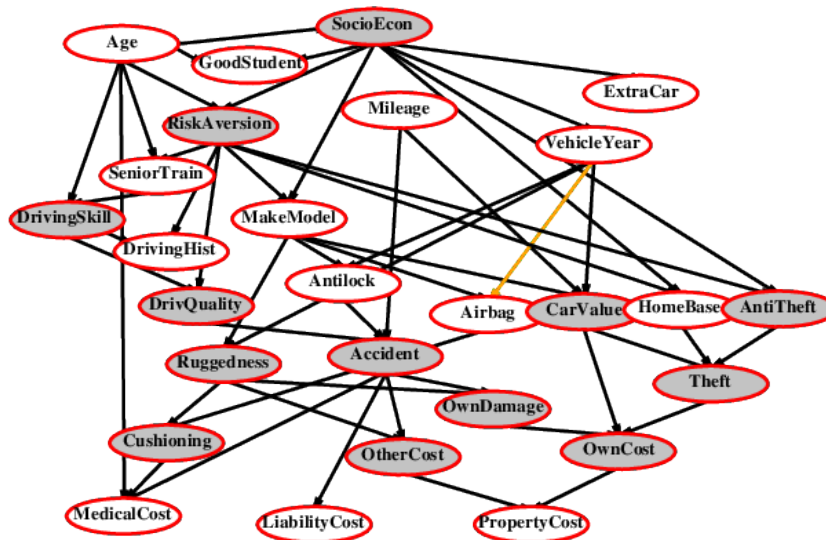 SocioEcon
Age
GoodStudent
ExtraCar
Mileage
RiskAversion
VehicleYear
SeniorTrain
DrivingSkill
MakeModel
DrivingHist
Antilock
DrivQuality
Airbag
CarValue
HomeBase
AntiTheft
Ruggedness
Accident
Theft
OwnDamage
Cushioning
OtherCost
OwnCost
MedicalCost
LiabilityCost
PropertyCost